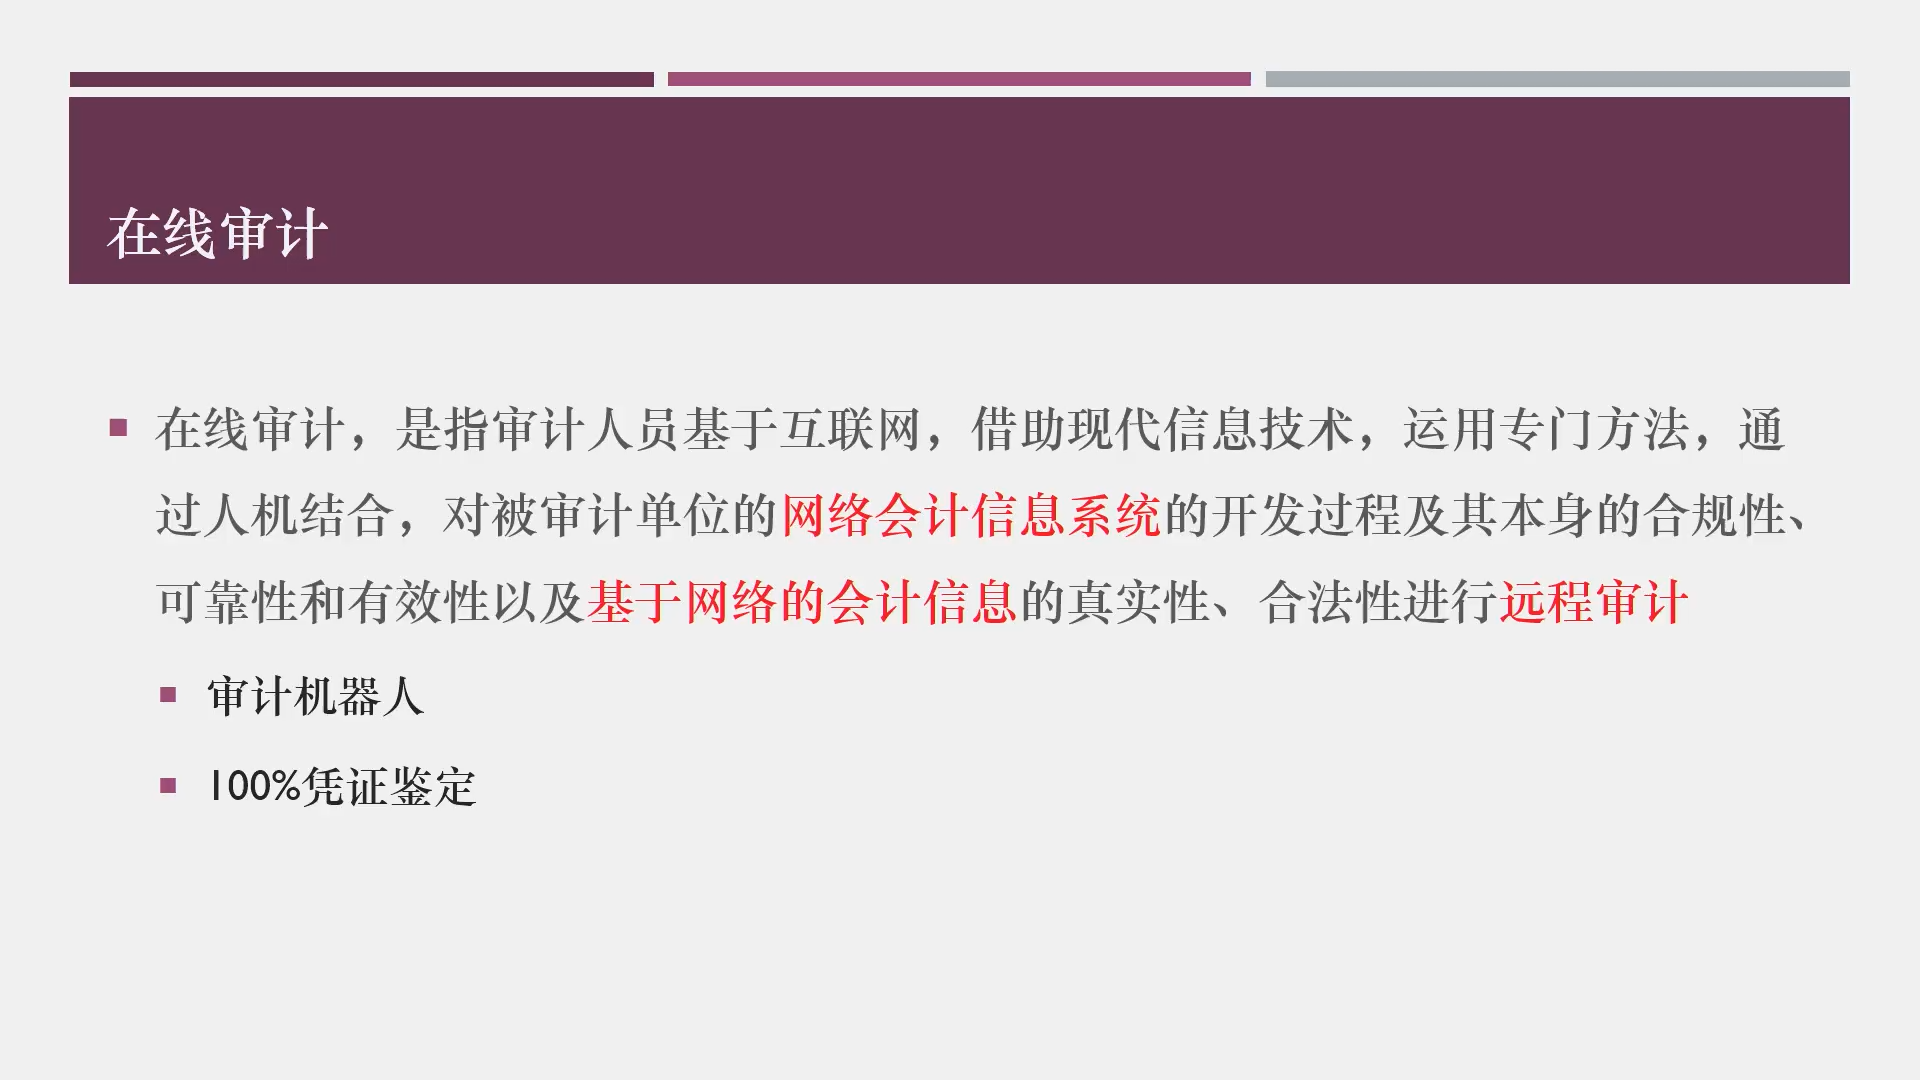 在线审计
在线审计，是指审计人员基于互联网，借助现代信息技术，运用专门方法，通
过人机结合，对被审计单位的网络会计信息系统的开发过程及其本身的合规性、
可靠性和有效性以及基于网络的会计信息的真实性、合法性进行远程审计
审计机器人
100%凭证鉴定